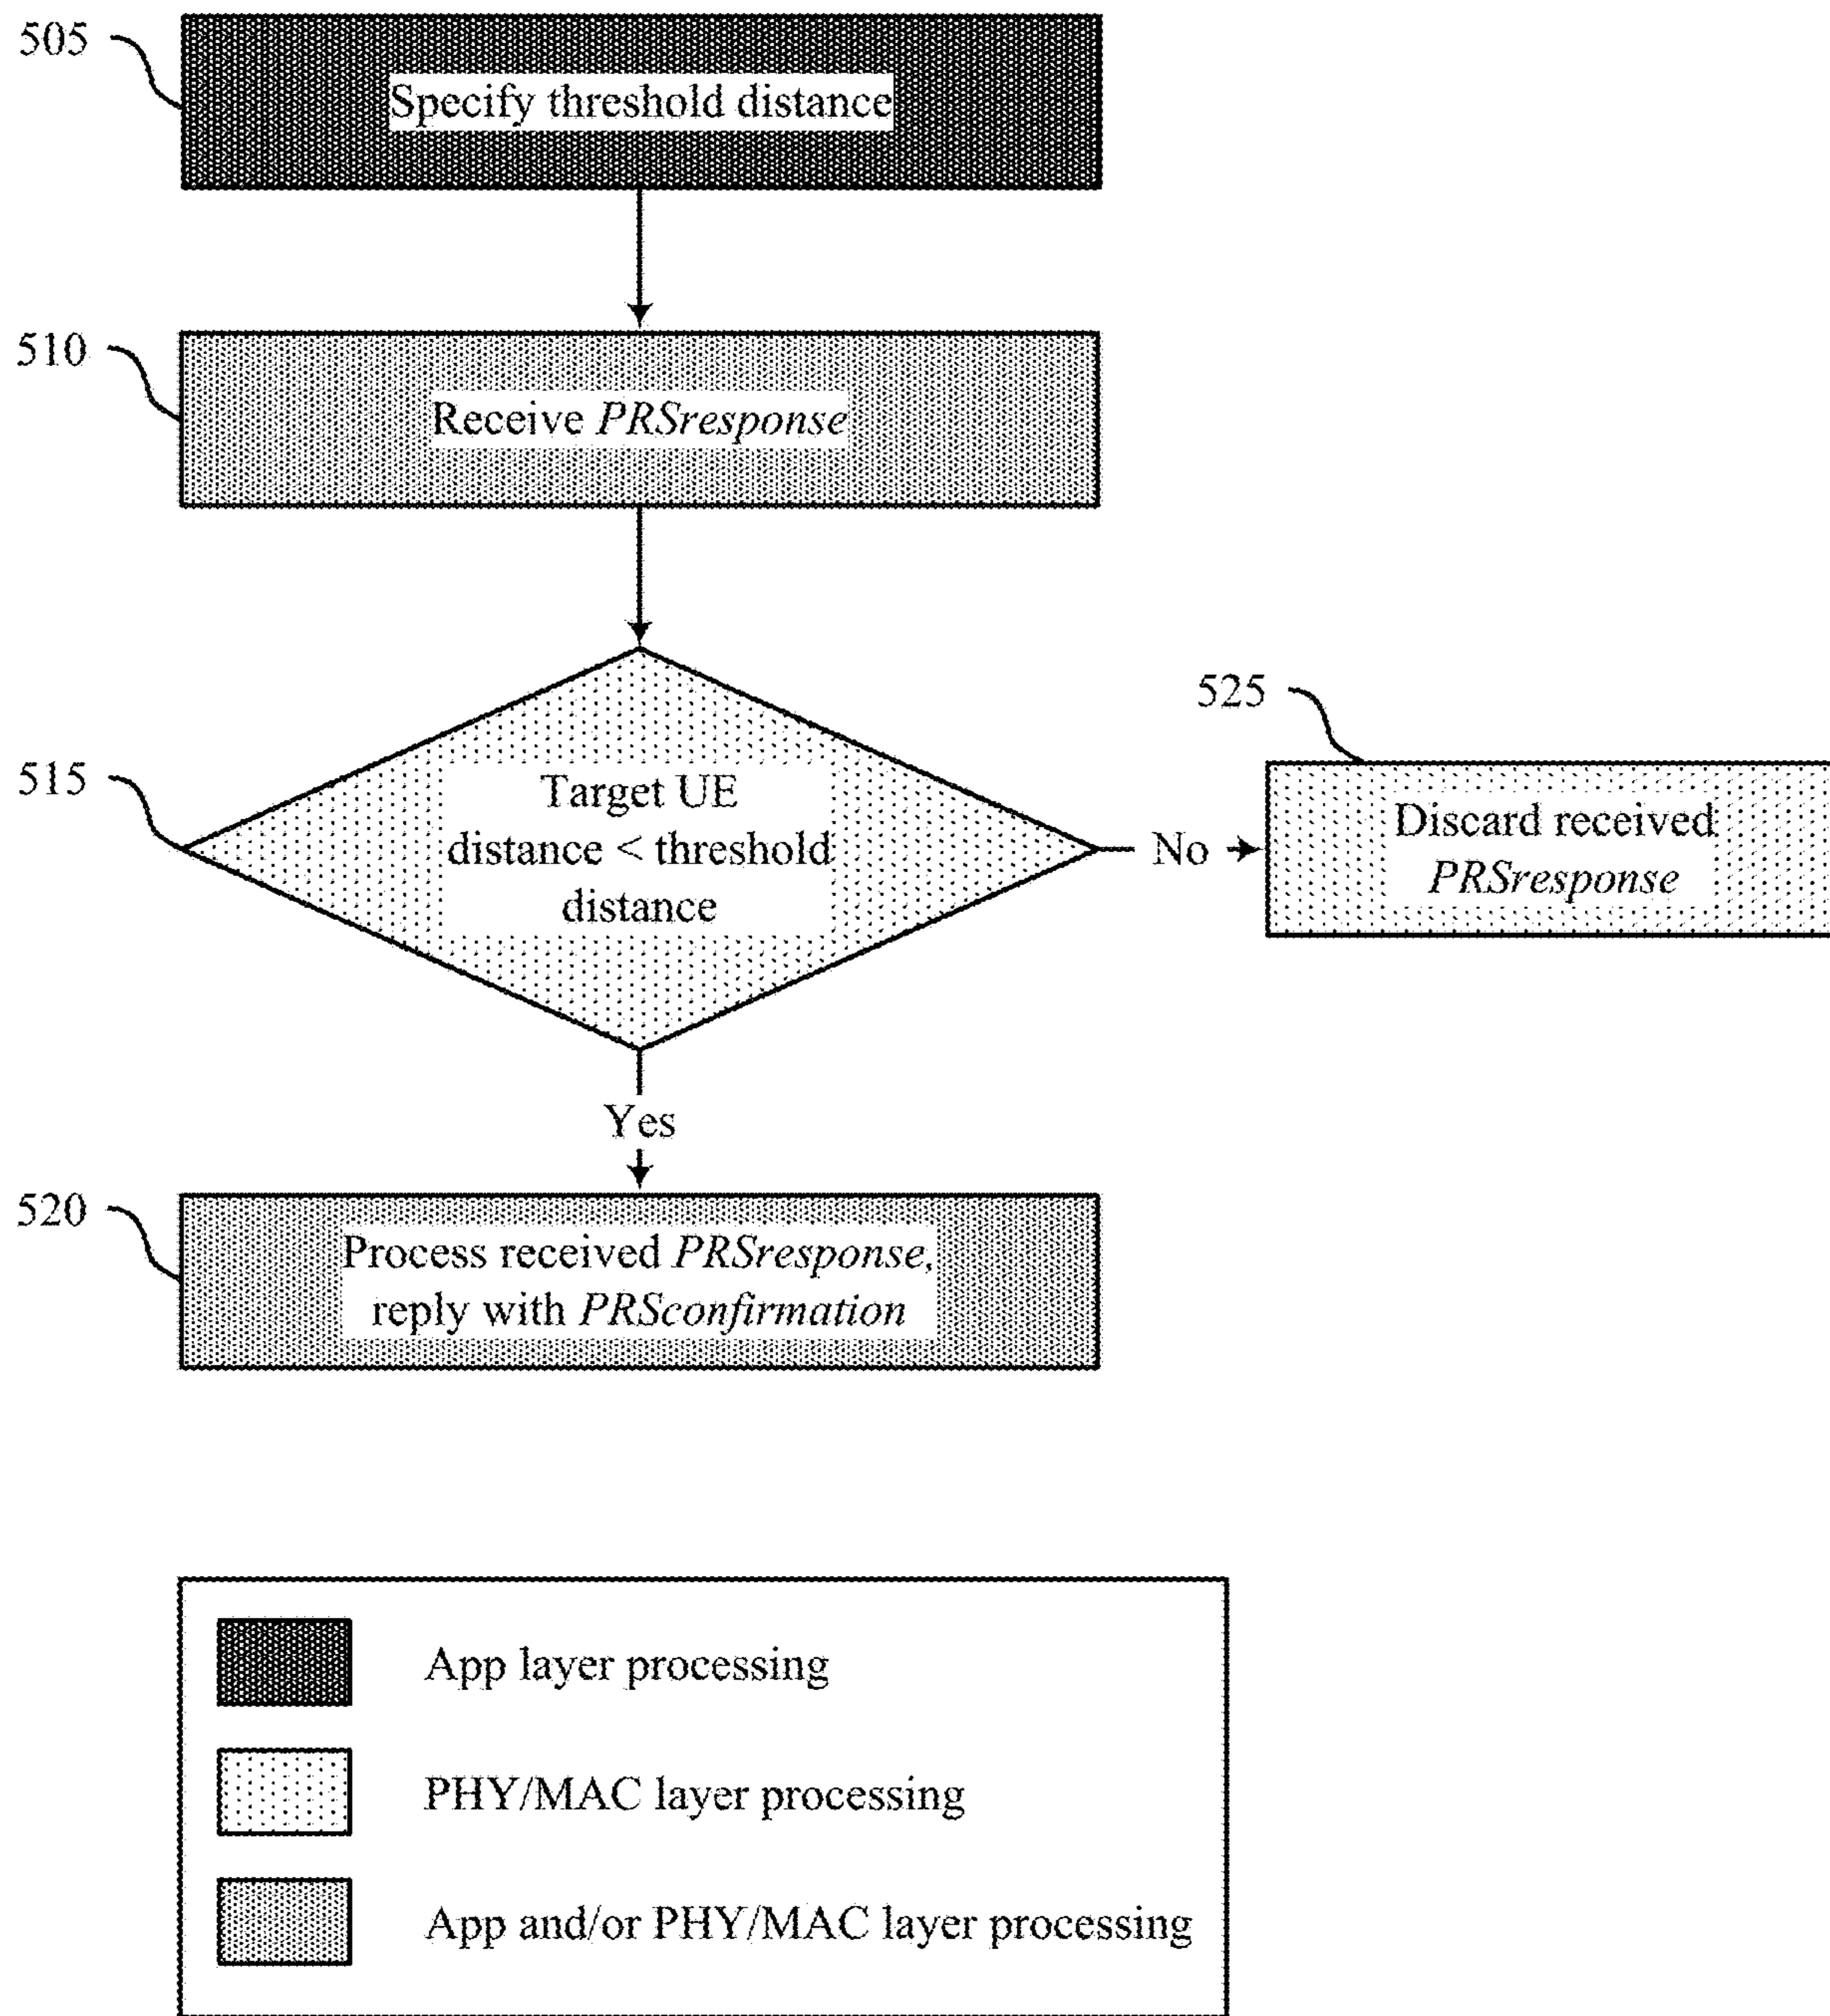 505
Specify threshold distance
510
Receive PRSresponse
515
Target UE
distance < threshold
distance
No
525
Discard received
PRSresponse
Yes
520
Process received PRSresponse,
reply with PRSconfirmation
App layer processing
PHY/MAC layer processing
App and/or PHY/MAC layer processing